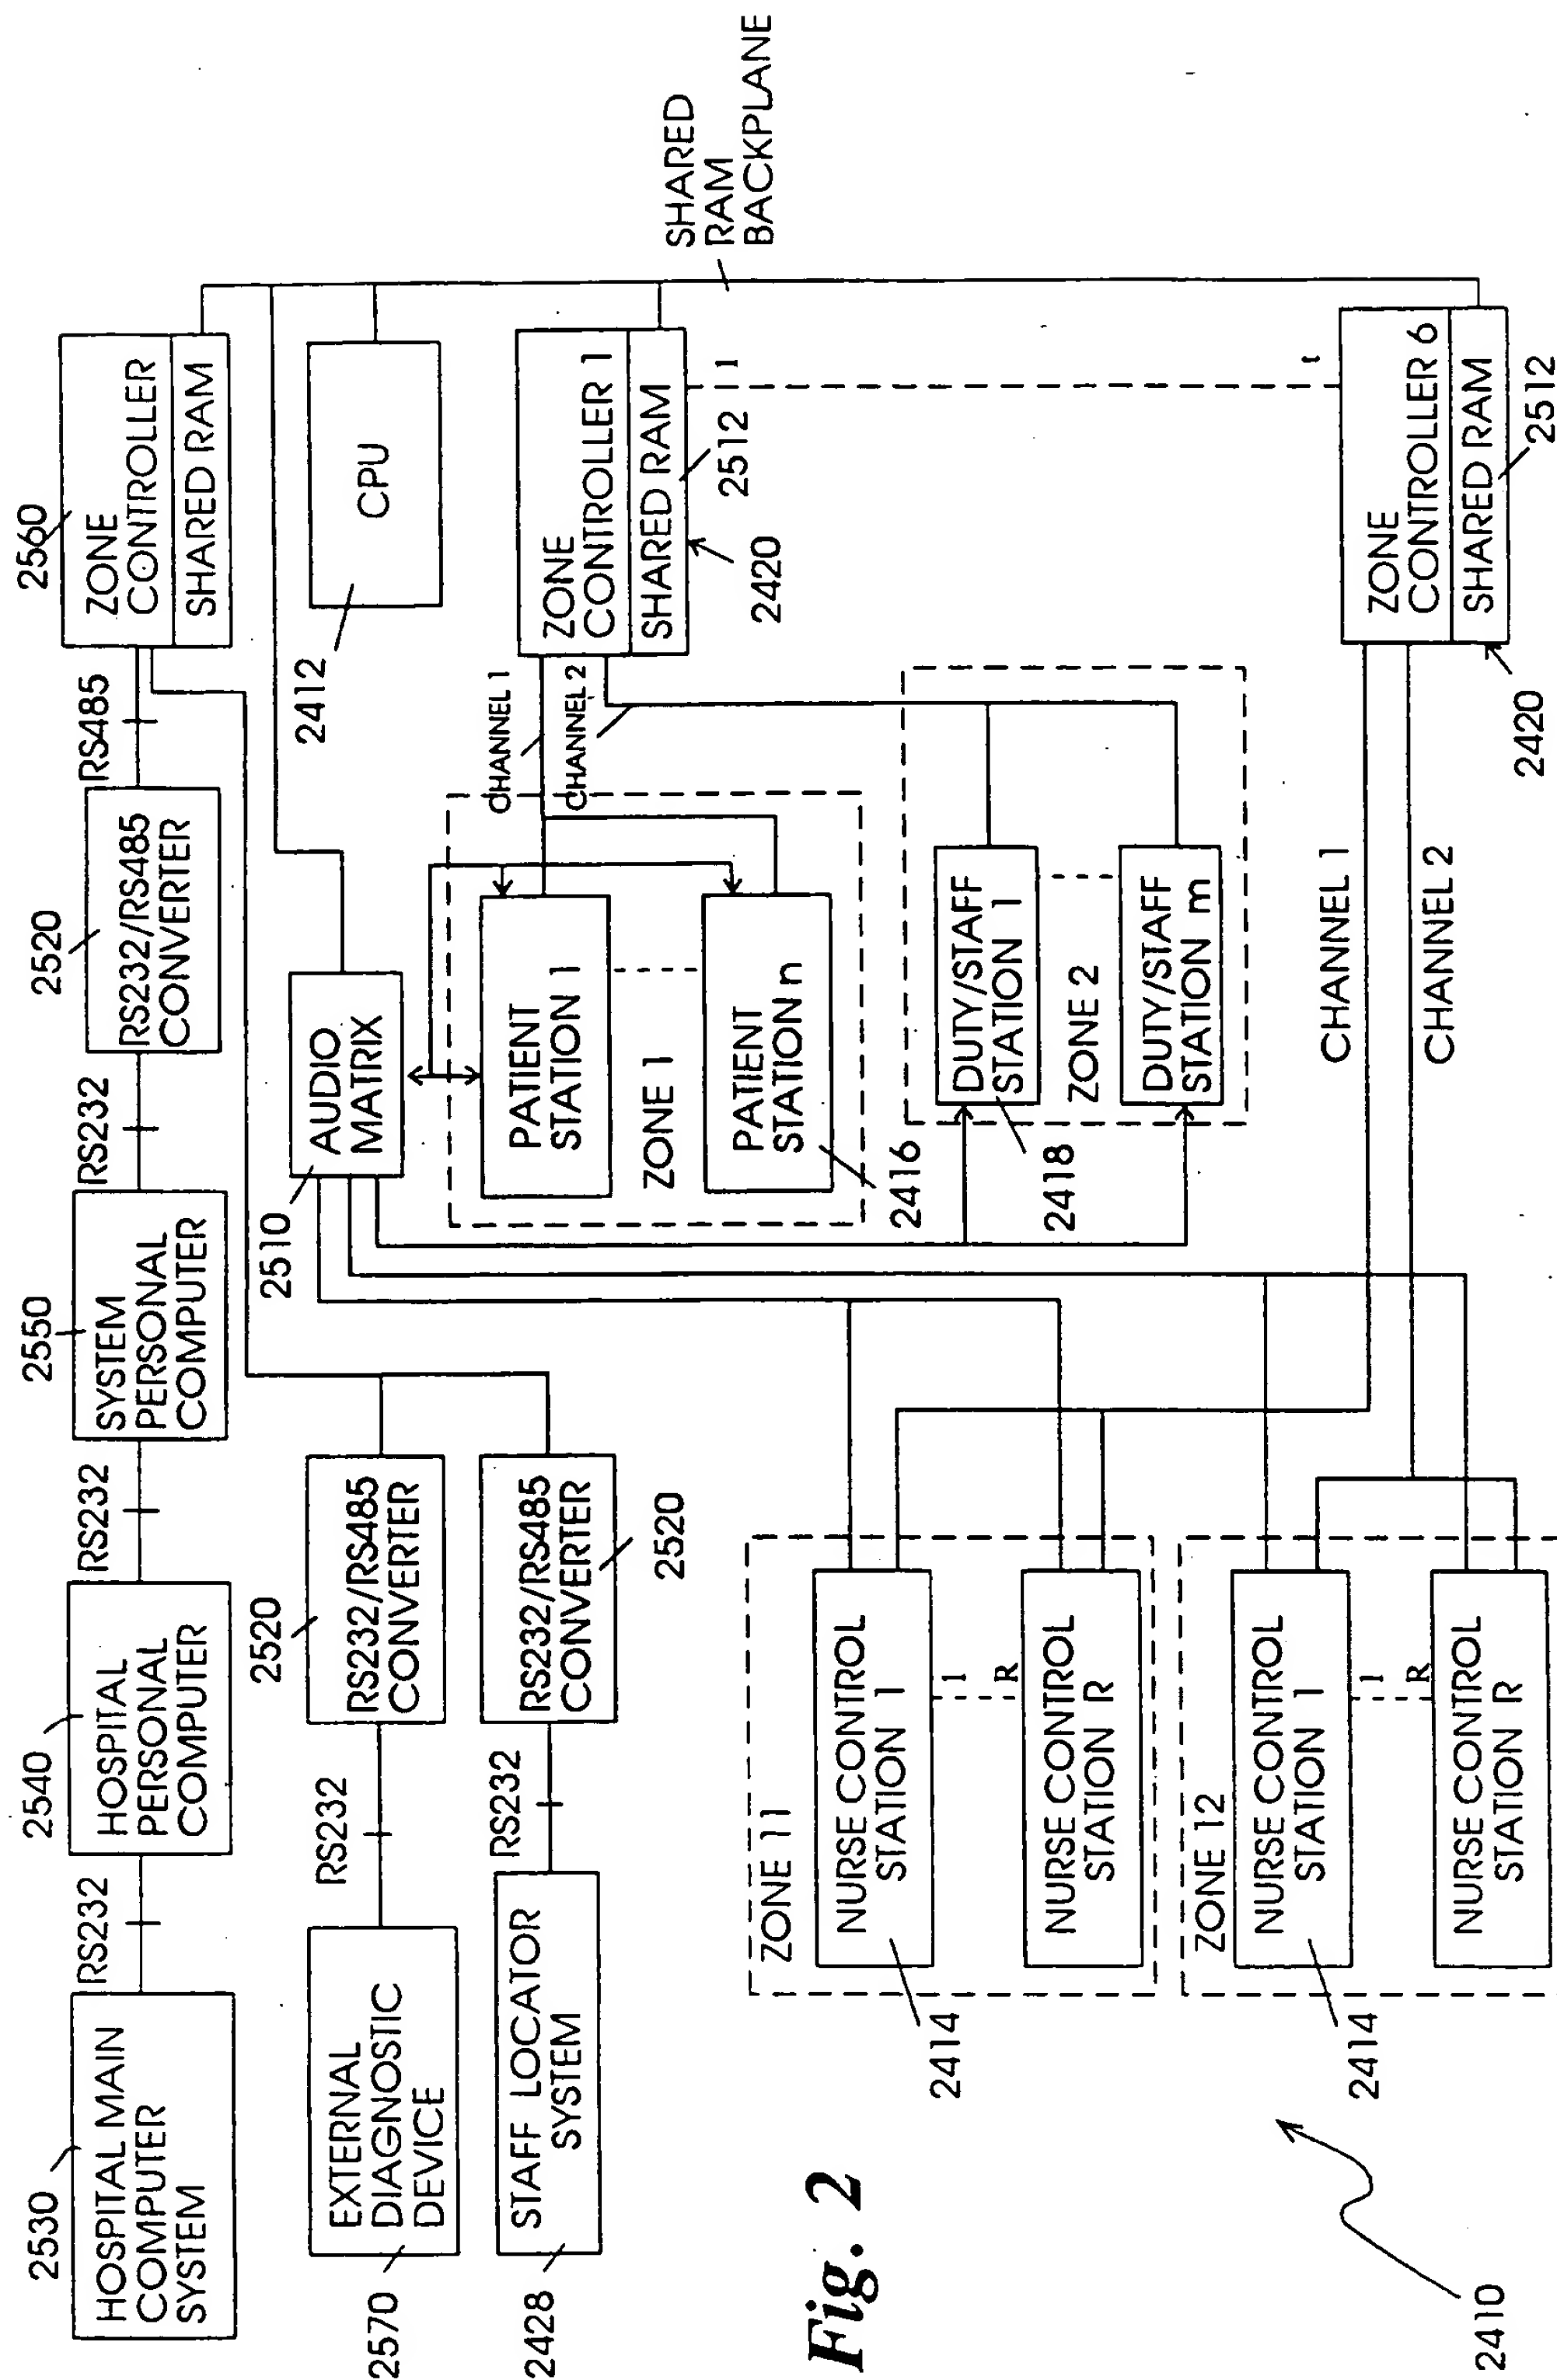 2530
HOSPITAL MAIN
COMPUTER
SYSTEM
RS232
2540
HOSPITAL
PERSONAL
COMPUTER
RS232
2550
SYSTEM
PERSONAL
COMPUTER
RS232
2520
RS232/RS485
CONVERTER
RS485
2560
ZONE
CONTROLLER
SHARED RAM
2570
EXTERNAL
DIAGNOSTIC
DEVICE
RS232
2520
RS232/RS485
CONVERTER
2428
STAFF LOCATOR
SYSTEM
RS232
RS232/RS485
CONVERTER
2520
2510
AUDIO
MATRIX
2412
CPU
SHARED
RAM
BACKPLANE
ZONE
CONTROLLER 1
SHARED RAM
2512
2420
1
CHANNEL 1
CHANNEL 2
PATIENT
STATION 1
ZONE 1
PATIENT
STATION n
2416
DUTY/STAFF
STATION 1
2418
ZONE 2
DUTY/STAFF
STATION m
ZONE 11
NURSE CONTROL
STATION 1
2414
1
R
NURSE CONTROL
STATION R
ZONE 12
NURSE CONTROL
STATION 1
2414
1
R
NURSE CONTROL
STATION R
CHANNEL 1
CHANNEL 2
t
ZONE
CONTROLLER 6
SHARED RAM
2512
2420
Fig. 2
2410